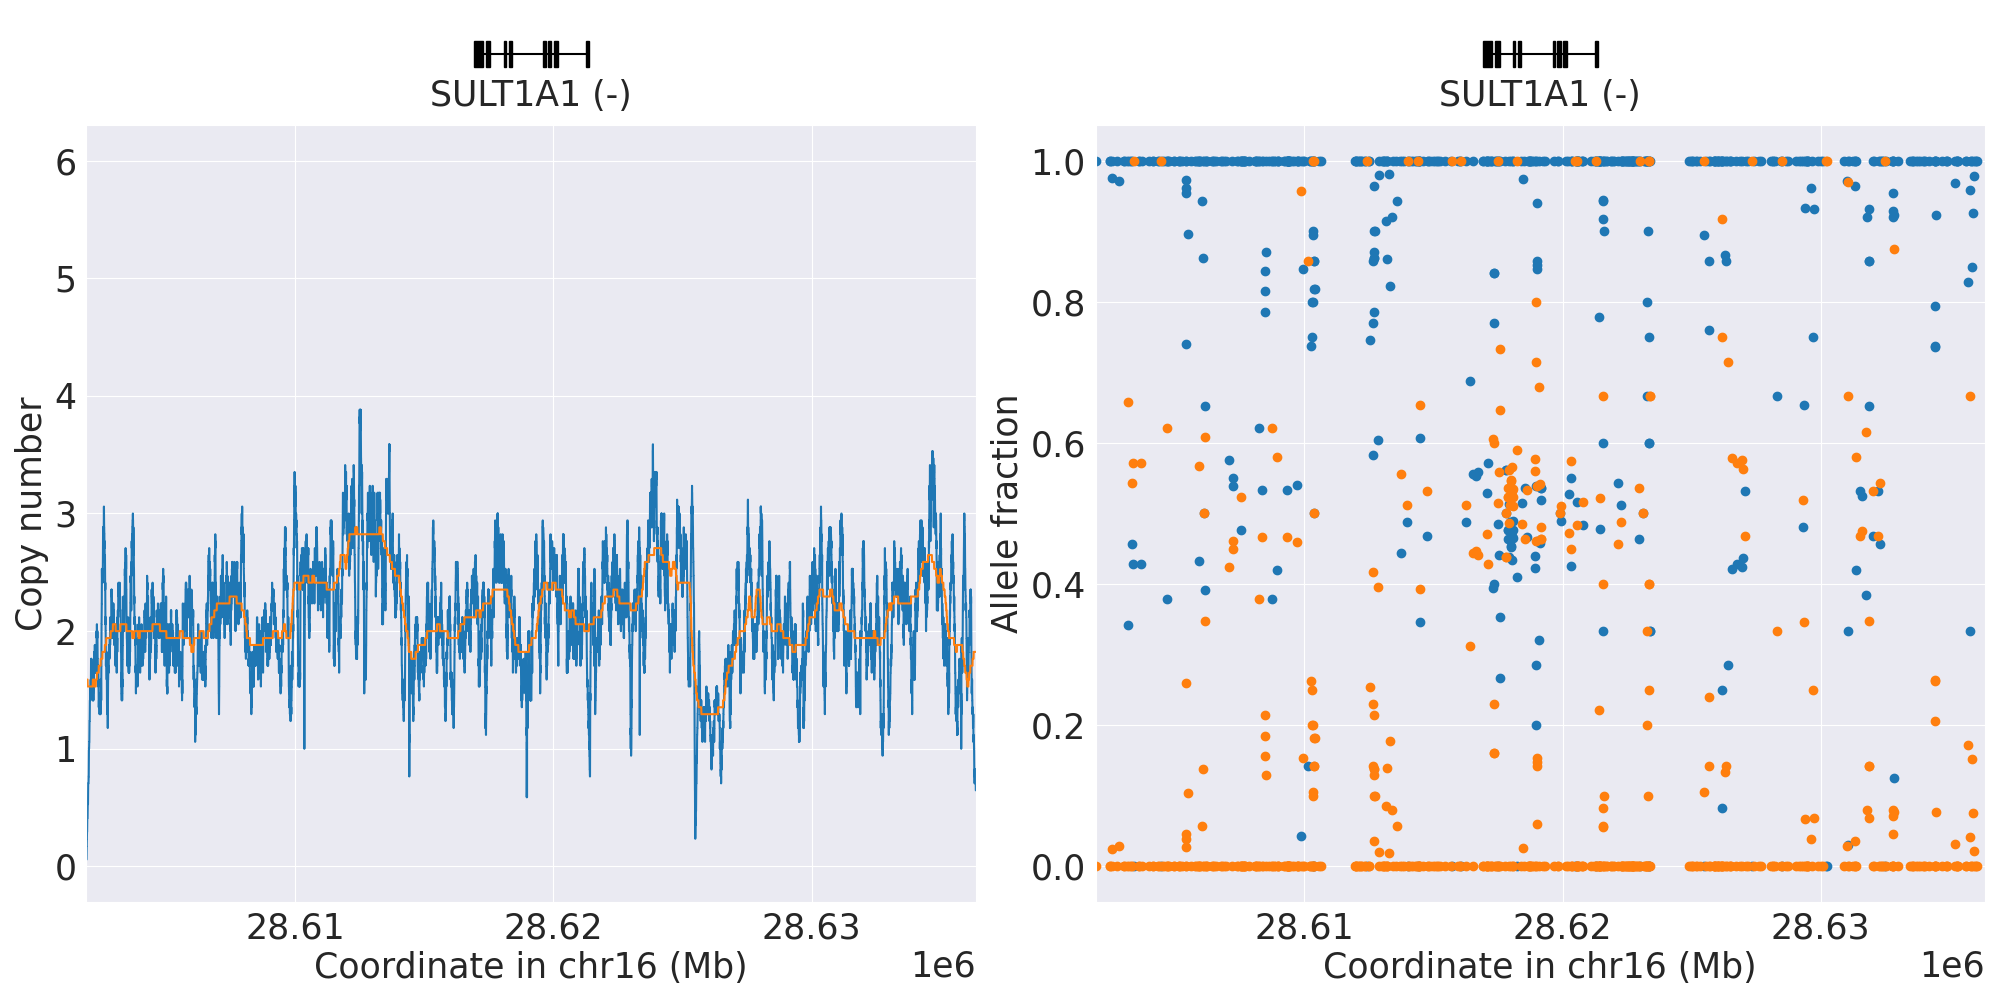 SULT1A1 (-)
Copy number
6
5
4
3
2
1
0
28.61
28.62
28.63
Coordinate in chr16 (Mb)
1e6
SULT1A1 (-)
Allele fraction
1.0
0.8
0.6
0.4
0.2
0.0
28.61
28.62
28.63
Coordinate in chr16 (Mb)
1e6